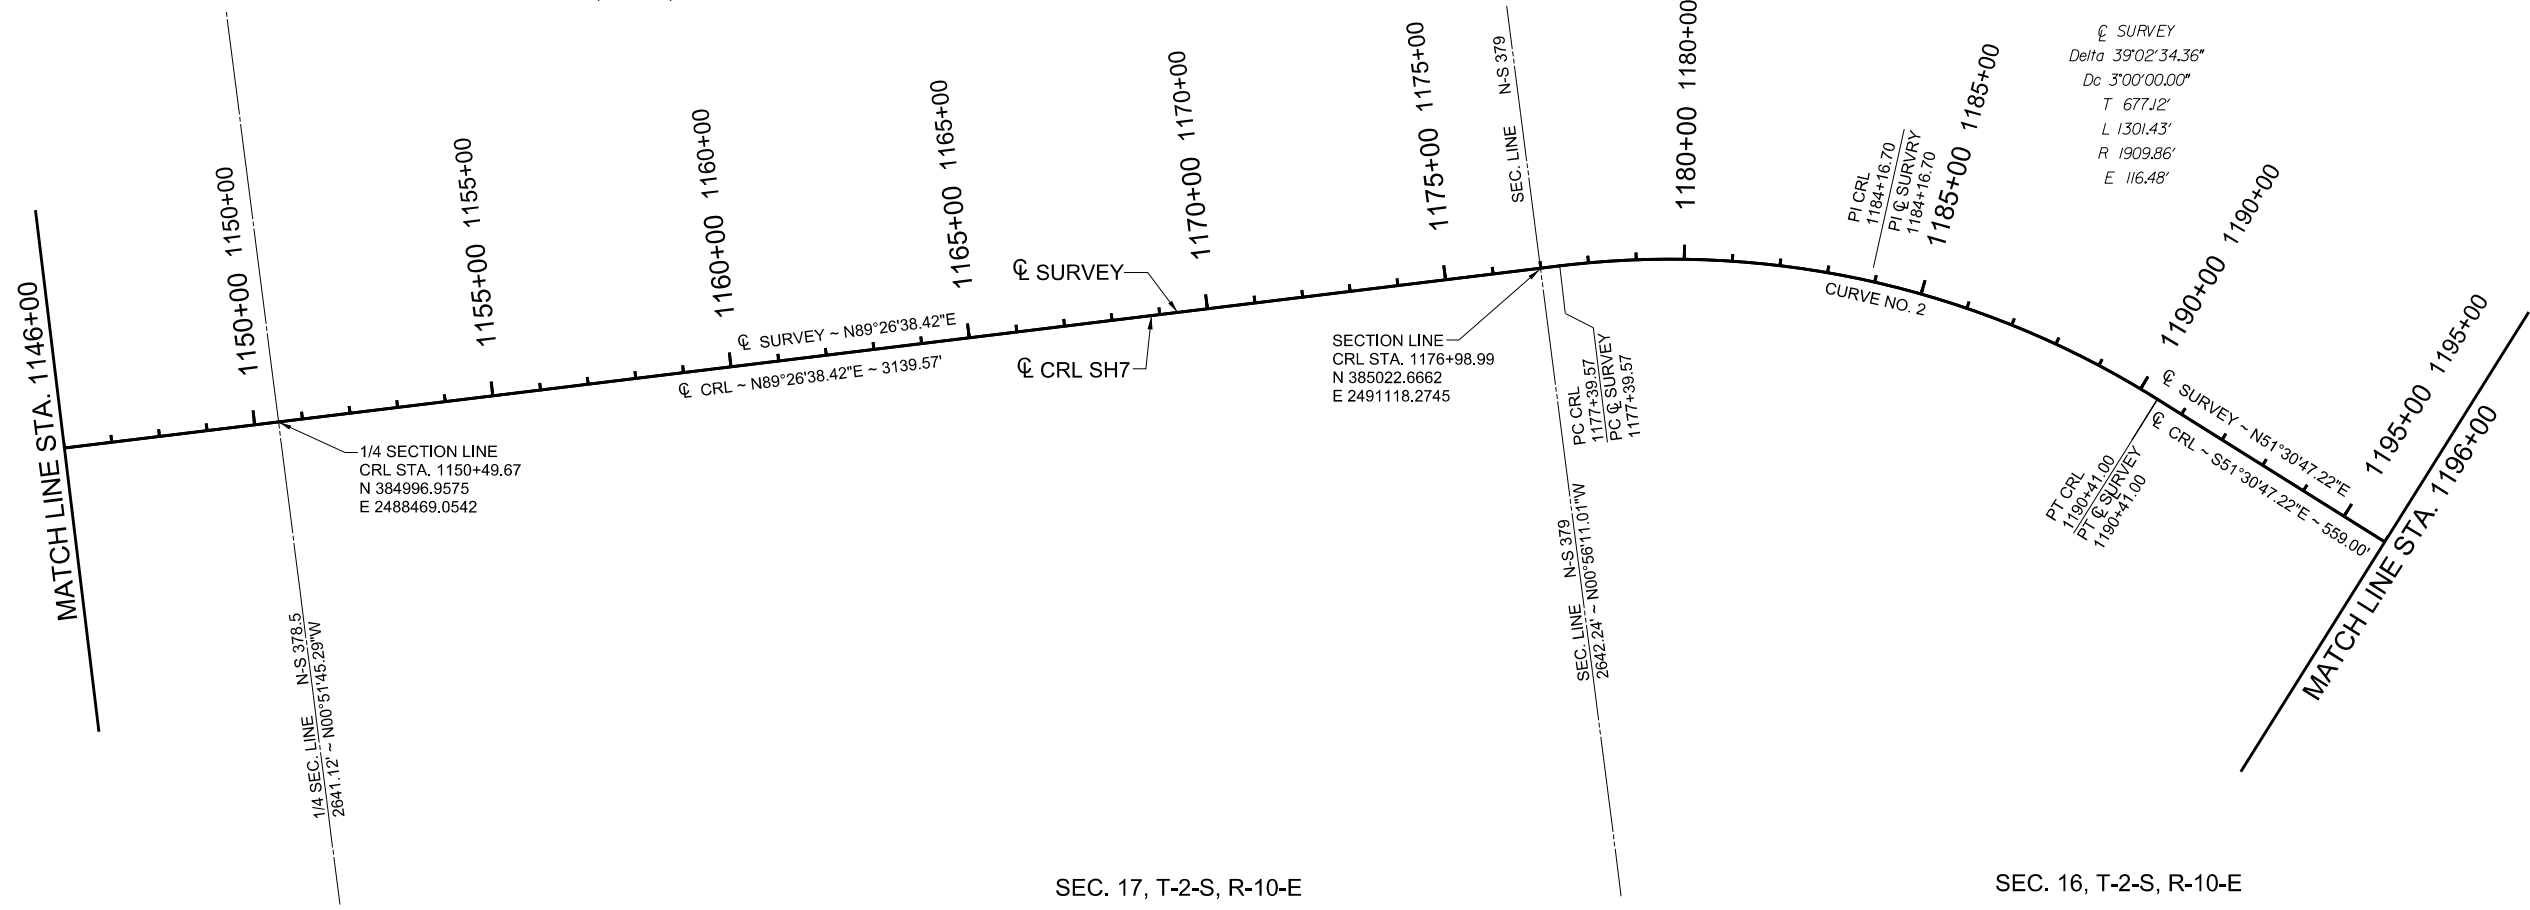 ℄ SURVEY
Delta 39°02'34.36"
Dc 3°00'00.00"
T 677.12'
L 1301.43'
R 1909.86'
E 116.48'
MATCH LINE STA. 1146+00
1150+00 1150+00
1155+00 1155+00
1160+00 1160+00
1165+00 1165+00
1170+00 1170+00
1175+00 1175+00
1180+00 1180+00
1185+00 1185+00
1190+00 1190+00
1195+00 1195+00
MATCH LINE STA. 1196+00
SEC. LINE N-S 379
PI CRL
1184+16.70
PI ℄ SURVRY
1184+16.70
℄ SURVEY
℄ CRL SH7
℄ SURVEY ~ N89°26'38.42"E
℄ CRL ~ N89°26'38.42"E ~ 3139.57'
CURVE NO. 2
SECTION LINE
CRL STA. 1176+98.99
N 385022.6662
E 2491118.2745
PC CRL
1177+39.57
PC ℄ SURVEY
1177+39.57
℄ SURVEY ~ N51°30'47.22"E
℄ CRL ~ S51°30'47.22"E ~ 559.00'
PT CRL
1190+41.00
PT ℄ SURVEY
1190+41.00
1/4 SECTION LINE
CRL STA. 1150+49.67
N 384996.9575
E 2488469.0542
1/4 SEC. LINE N-S 378.5
2641.12' ~ N00°51'45.29"W
SEC. LINE N-S 379
2642.24' ~ N00°56'11.01"W
SEC. 17, T-2-S, R-10-E
SEC. 16, T-2-S, R-10-E